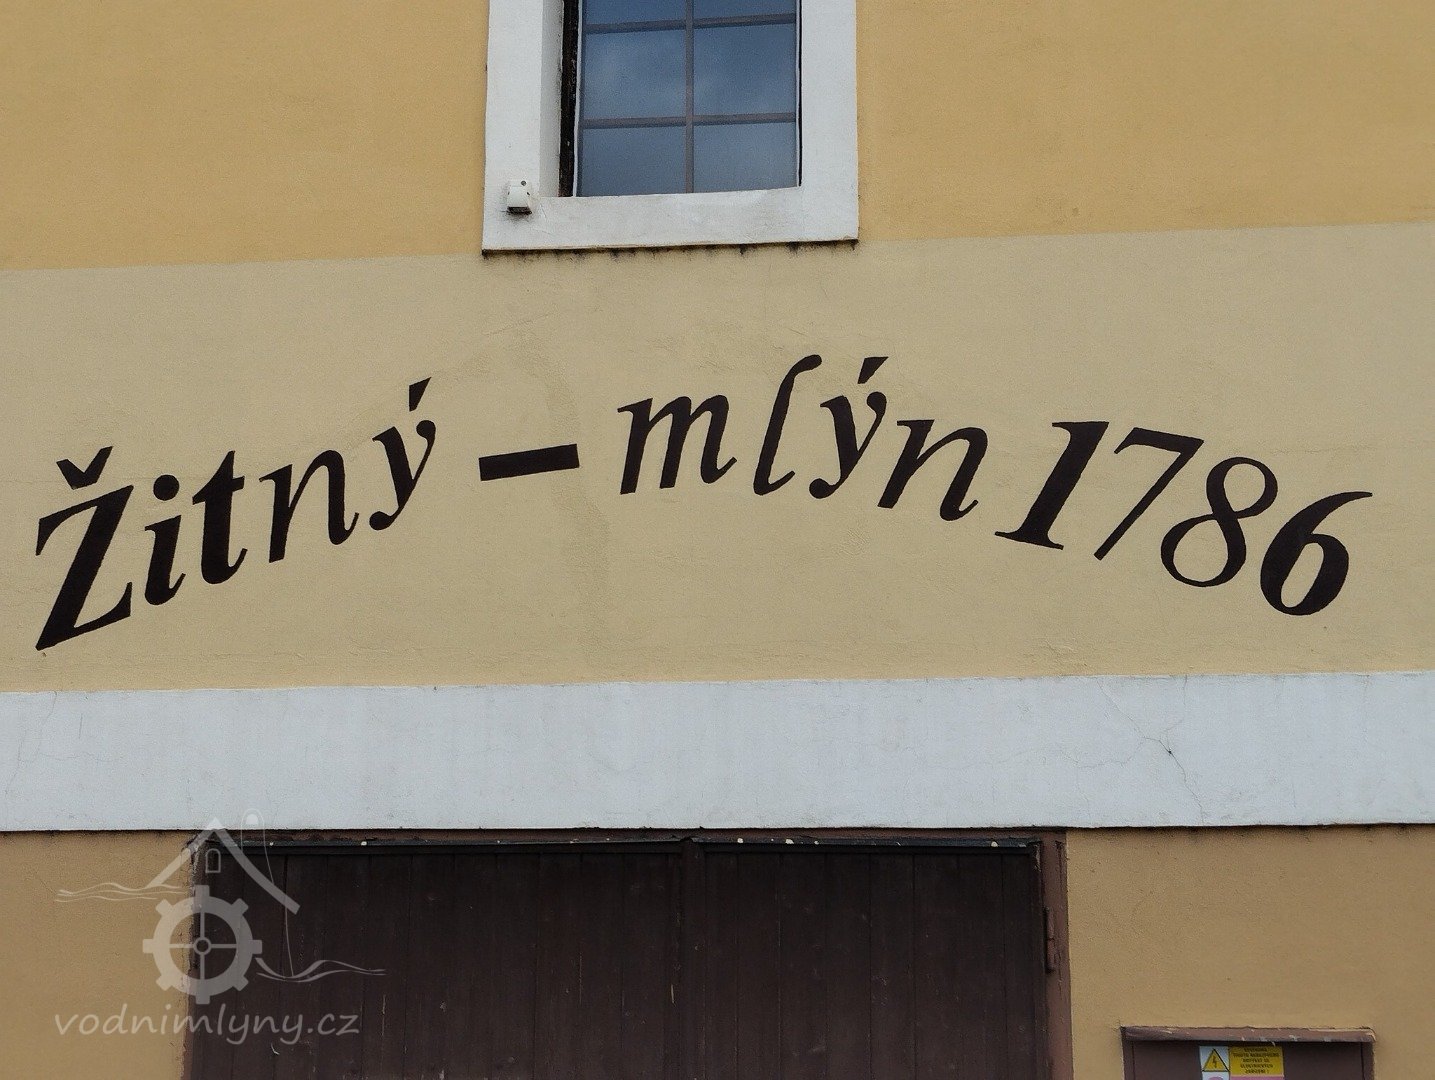 Žitný – mlýn 1786
vodnimlyny.cz